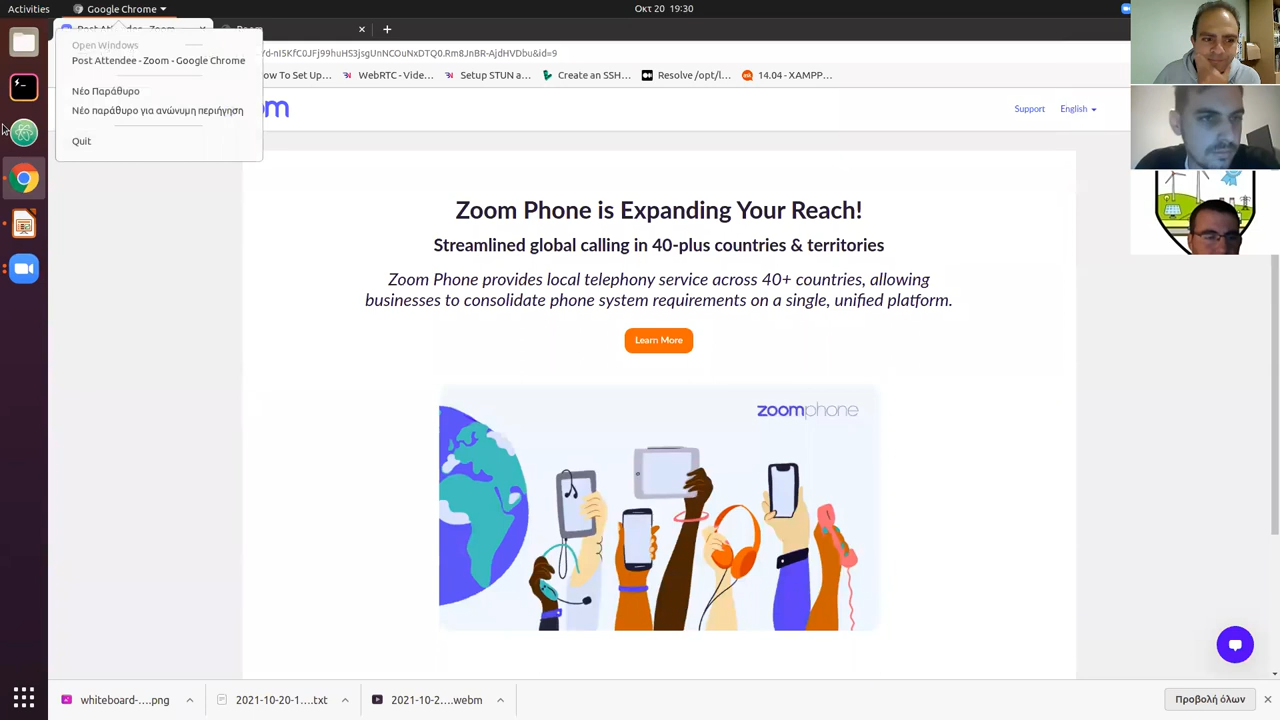 Activities
Google Chrome
Οκτ 20 19:30
Open Windows
Post Attendee - Zoom - Google Chrome
Νέο Παράθυρο
Νέο παράθυρο για ανώνυμη περιήγηση
Quit
How To Set Up...
WebRTC - Vide...
Setup STUN a...
Create an SSH...
Resolve /opt/l...
14.04 - XAMPP...
Support
English
Zoom Phone is Expanding Your Reach!
Streamlined global calling in 40-plus countries & territories
Zoom Phone provides local telephony service across 40+ countries, allowing
businesses to consolidate phone system requirements on a single, unified platform.
Learn More
zoomphone
whiteboard-....png
2021-10-20-1....txt
2021-10-2....webm
Προβολή όλων